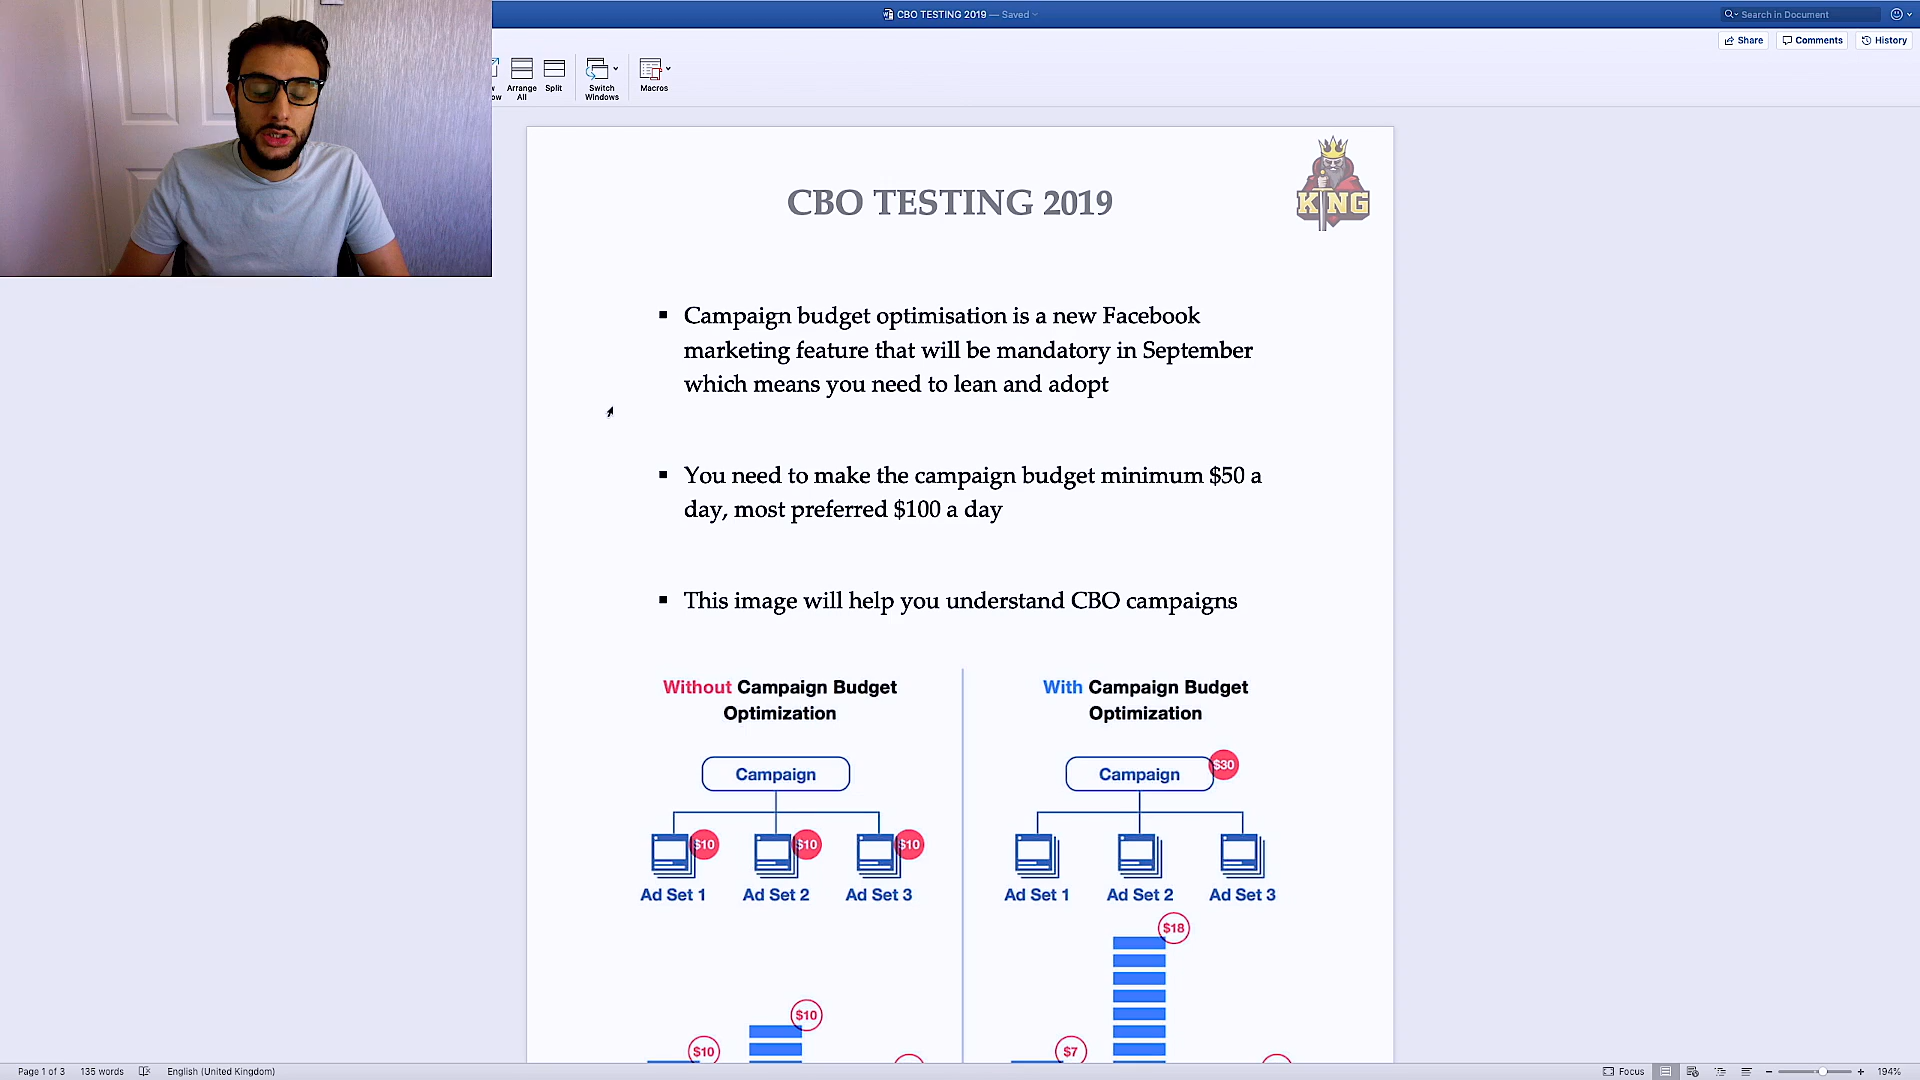 CBO TESTING 2019 — Saved
Search in Document
Share
Comments
History
Arrange
All
Split
Switch
Windows
Macros
CBO TESTING 2019
KING
▪ Campaign budget optimisation is a new Facebook
marketing feature that will be mandatory in September
which means you need to lean and adopt
▪ You need to make the campaign budget minimum $50 a
day, most preferred $100 a day
▪ This image will help you understand CBO campaigns
Without Campaign Budget
Optimization
Campaign
$10 $10 $10
Ad Set 1 Ad Set 2 Ad Set 3
$10
$10
With Campaign Budget
Optimization
Campaign $30
Ad Set 1 Ad Set 2 Ad Set 3
$18
$7
Page 1 of 3 135 words English (United Kingdom) Focus 194%